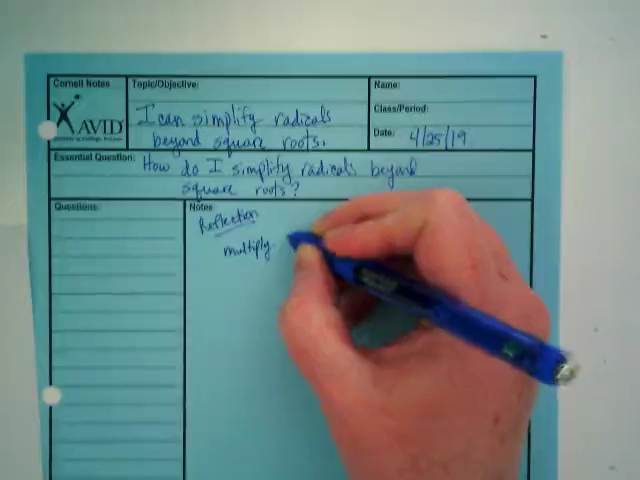 Cornell Notes
Topic/Objective:
Name:
I can simplify radicals
beyond square roots.
Class/Period:
AVID
Date: 4/25/19
Essential Question: How do I simplify radicals beyond
square roots?
Questions:
Notes
Reflection
multiply